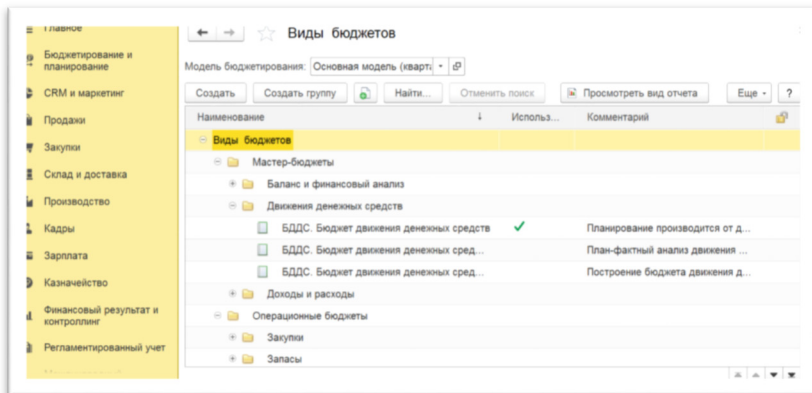 Главное
Виды бюджетов
Бюджетирование и
планирование
Модель бюджетирования: Основная модель (кварта
CRM и маркетинг
Создать Создать группу Найти... Отменить поиск Просмотреть вид отчета Еще ?
Продажи
Наименование Использ... Комментарий
Закупки
Виды бюджетов
Мастер-бюджеты
Склад и доставка
Баланс и финансовый анализ
Производство
Движения денежных средств
Кадры
БДДС. Бюджет движения денежных средств Планирование производится от д...
Зарплата
БДДС. Бюджет движения денежных сред... План-фактный анализ движения ...
Казначейство
БДДС. Бюджет движения денежных сред... Построение бюджета движения д...
Доходы и расходы
Финансовый результат и
контроллинг
Операционные бюджеты
Закупки
Регламентированный учет
Запасы